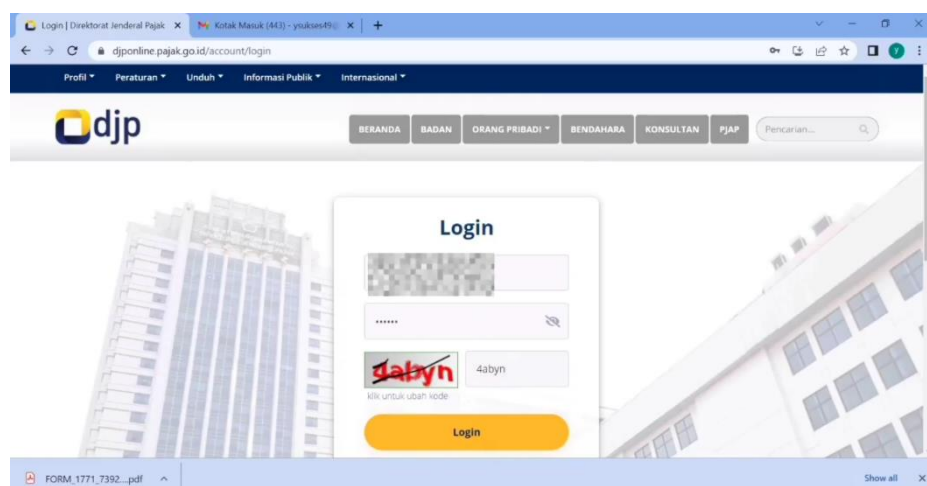 Login | Direktorat Jenderal Pajak
Kotak Masuk (443) - ysukses49@
djponline.pajak.go.id/account/login
Profil Peraturan Unduh Informasi Publik Internasional
djp
BERANDA BADAN ORANG PRIBADI BENDAHARA KONSULTAN PJAP Pencarian...
Login
4abyn 4abyn
klik untuk ubah kode
Login
FORM_1771_7392....pdf
Show all